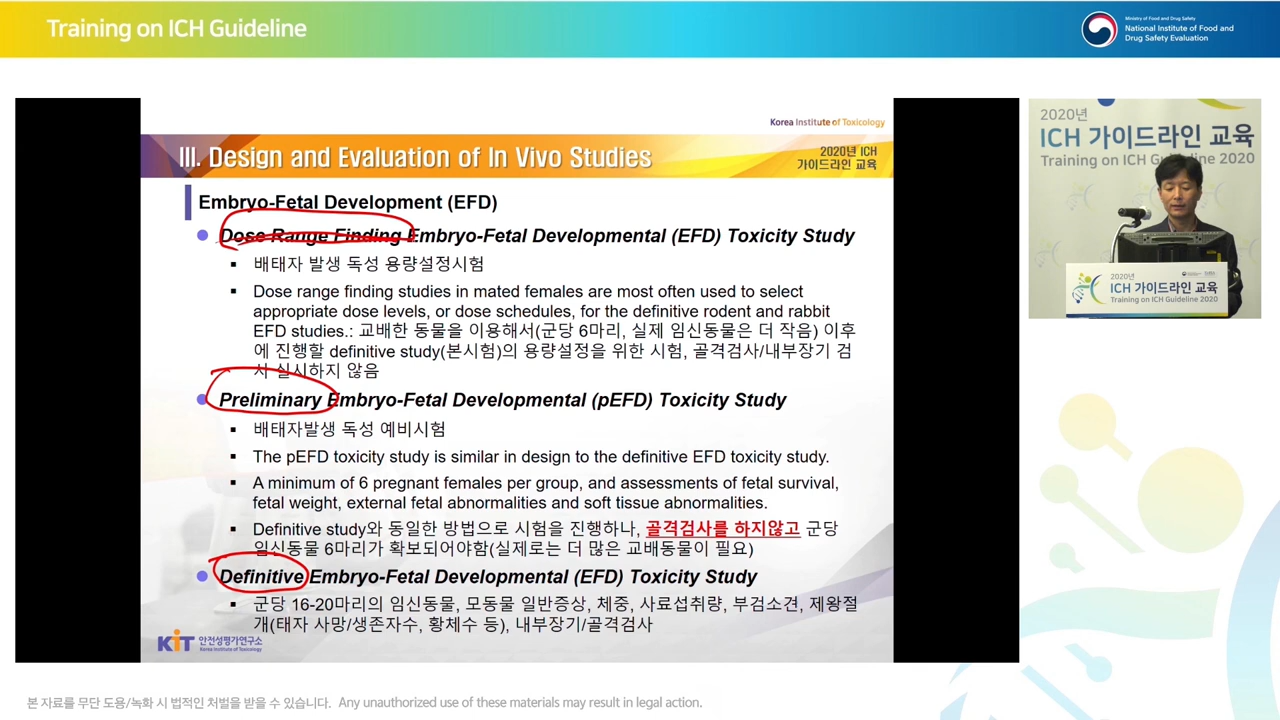 Training on ICH Guideline
Ministry of Food and Drug Safety
National Institute of Food and
Drug Safety Evaluation
Korea Institute of Toxicology
III. Design and Evaluation of In Vivo Studies
2020년 ICH
가이드라인 교육
Embryo-Fetal Development (EFD)
Dose Range Finding Embryo-Fetal Developmental (EFD) Toxicity Study
배태자 발생 독성 용량설정시험
Dose range finding studies in mated females are most often used to select
appropriate dose levels, or dose schedules, for the definitive rodent and rabbit
EFD studies.: 교배한 동물을 이용해서(군당 6마리, 실제 임신동물은 더 작음) 이후
에 진행할 definitive study(본시험)의 용량설정을 위한 시험, 골격검사/내부장기 검
사 실시하지 않음
Preliminary Embryo-Fetal Developmental (pEFD) Toxicity Study
배태자발생 독성 예비시험
The pEFD toxicity study is similar in design to the definitive EFD toxicity study.
A minimum of 6 pregnant females per group, and assessments of fetal survival,
fetal weight, external fetal abnormalities and soft tissue abnormalities.
Definitive study와 동일한 방법으로 시험을 진행하나, 골격검사를 하지않고 군당
임신동물 6마리가 확보되어야함(실제로는 더 많은 교배동물이 필요)
Definitive Embryo-Fetal Developmental (EFD) Toxicity Study
군당 16-20마리의 임신동물, 모동물 일반증상, 체중, 사료섭취량, 부검소견, 제왕절
개(태자 사망/생존자수, 황체수 등), 내부장기/골격검사
KIT 안전성평가연구소
Korea Institute of Toxicology
2020년
ICH 가이드라인 교육
Training on ICH Guideline 2020
2020년
ICH 가이드라인 교육
Training on ICH Guideline 2020
본 자료를 무단 도용/녹화 시 법적인 처벌을 받을 수 있습니다. Any unauthorized use of these materials may result in legal action.